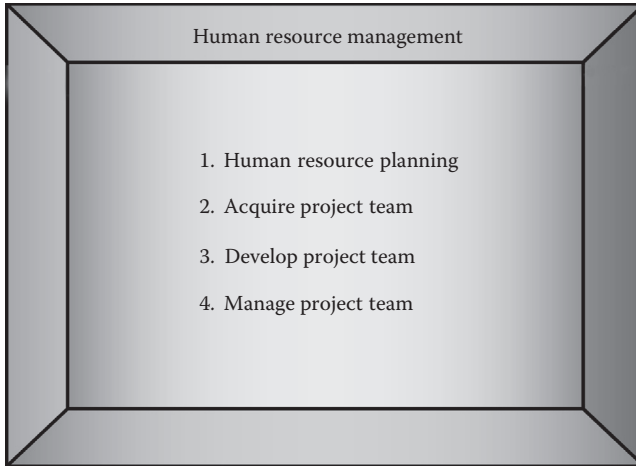 Human resource management
1. Human resource planning
2. Acquire project team
3. Develop project team
4. Manage project team